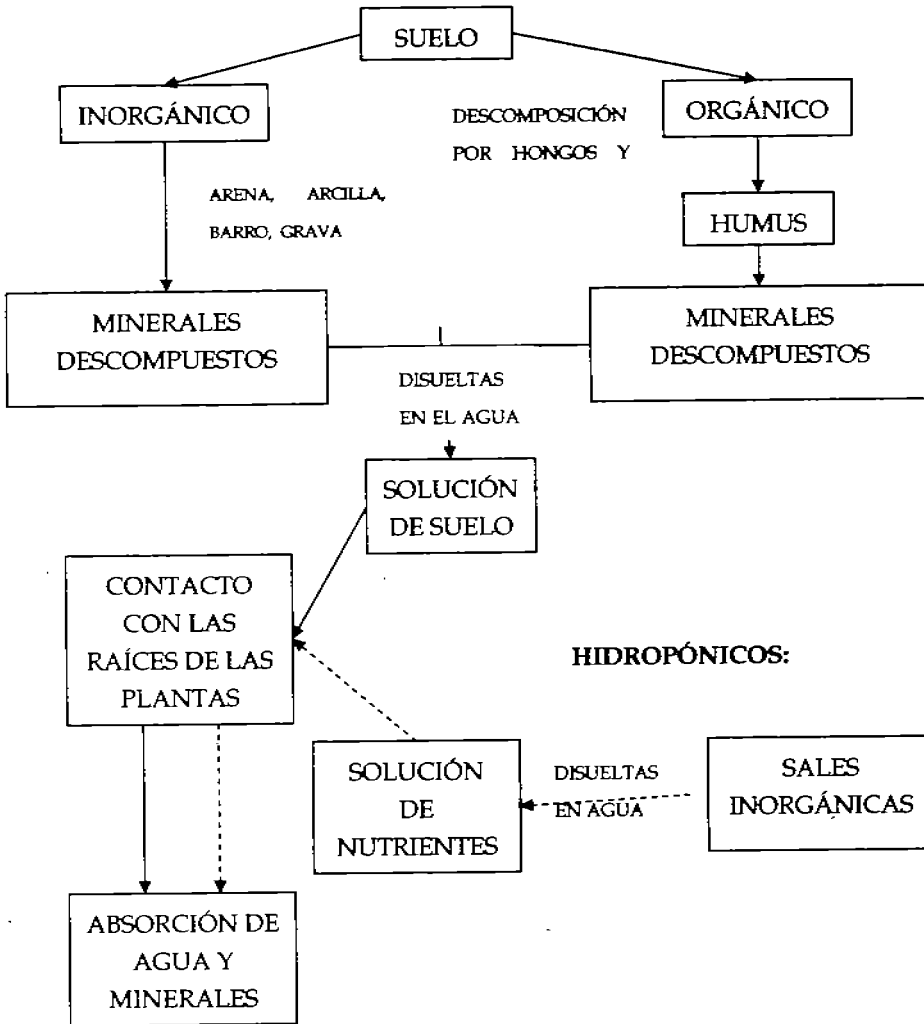 SUELO
INORGÁNICO
DESCOMPOSICIÓN
POR HONGOS Y
ORGÁNICO
ARENA, ARCILLA,
BARRO, GRAVA
HUMUS
MINERALES
DESCOMPUESTOS
MINERALES
DESCOMPUESTOS
DISUELTAS
EN EL AGUA
SOLUCIÓN
DE SUELO
CONTACTO
CON LAS
RAÍCES DE LAS
PLANTAS
HIDROPÓNICOS:
SOLUCIÓN
DE
NUTRIENTES
DISUELTAS
EN AGUA
SALES
INORGÁNICAS
ABSORCIÓN DE
AGUA Y
MINERALES